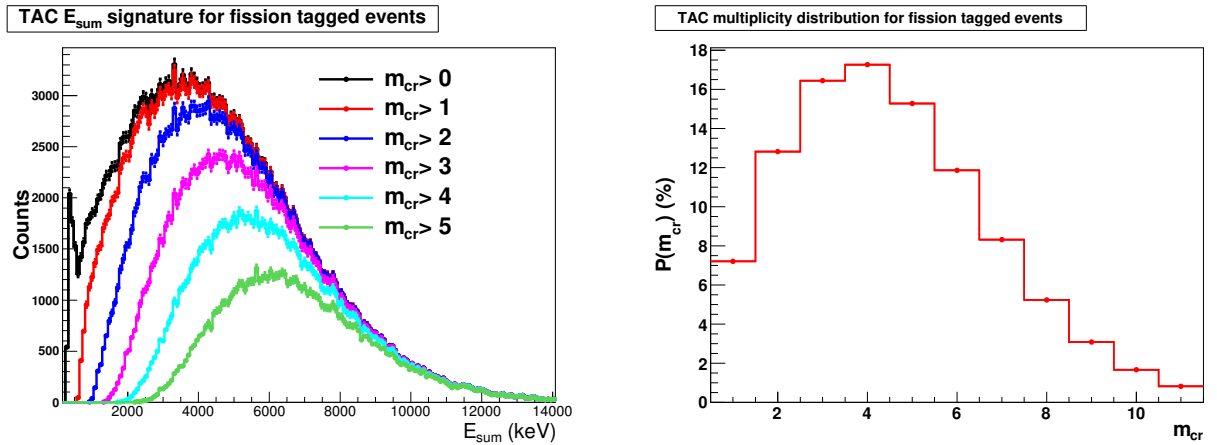 TAC E_sum signature for fission tagged events
Counts
3000
2500
2000
1500
1000
500
0
m_cr > 0
m_cr > 1
m_cr > 2
m_cr > 3
m_cr > 4
m_cr > 5
2000 4000 6000 8000 10000 12000 14000
E_sum (keV)
TAC multiplicity distribution for fission tagged events
P(m_cr) (%)
18
16
14
12
10
8
6
4
2
0
2 4 6 8 10
m_cr